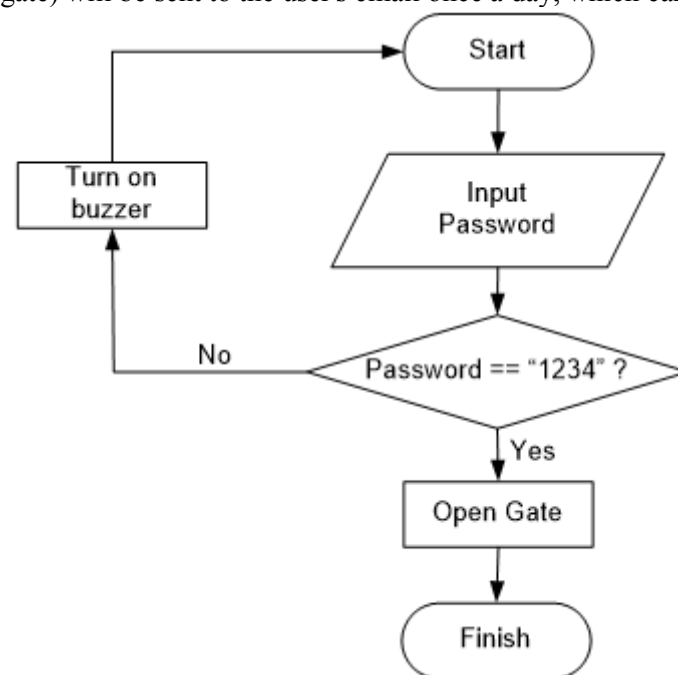 gate) will be sent to the user's email once a day, which can
Start
Turn on
buzzer
Input
Password
No
Password == “1234” ?
Yes
Open Gate
Finish